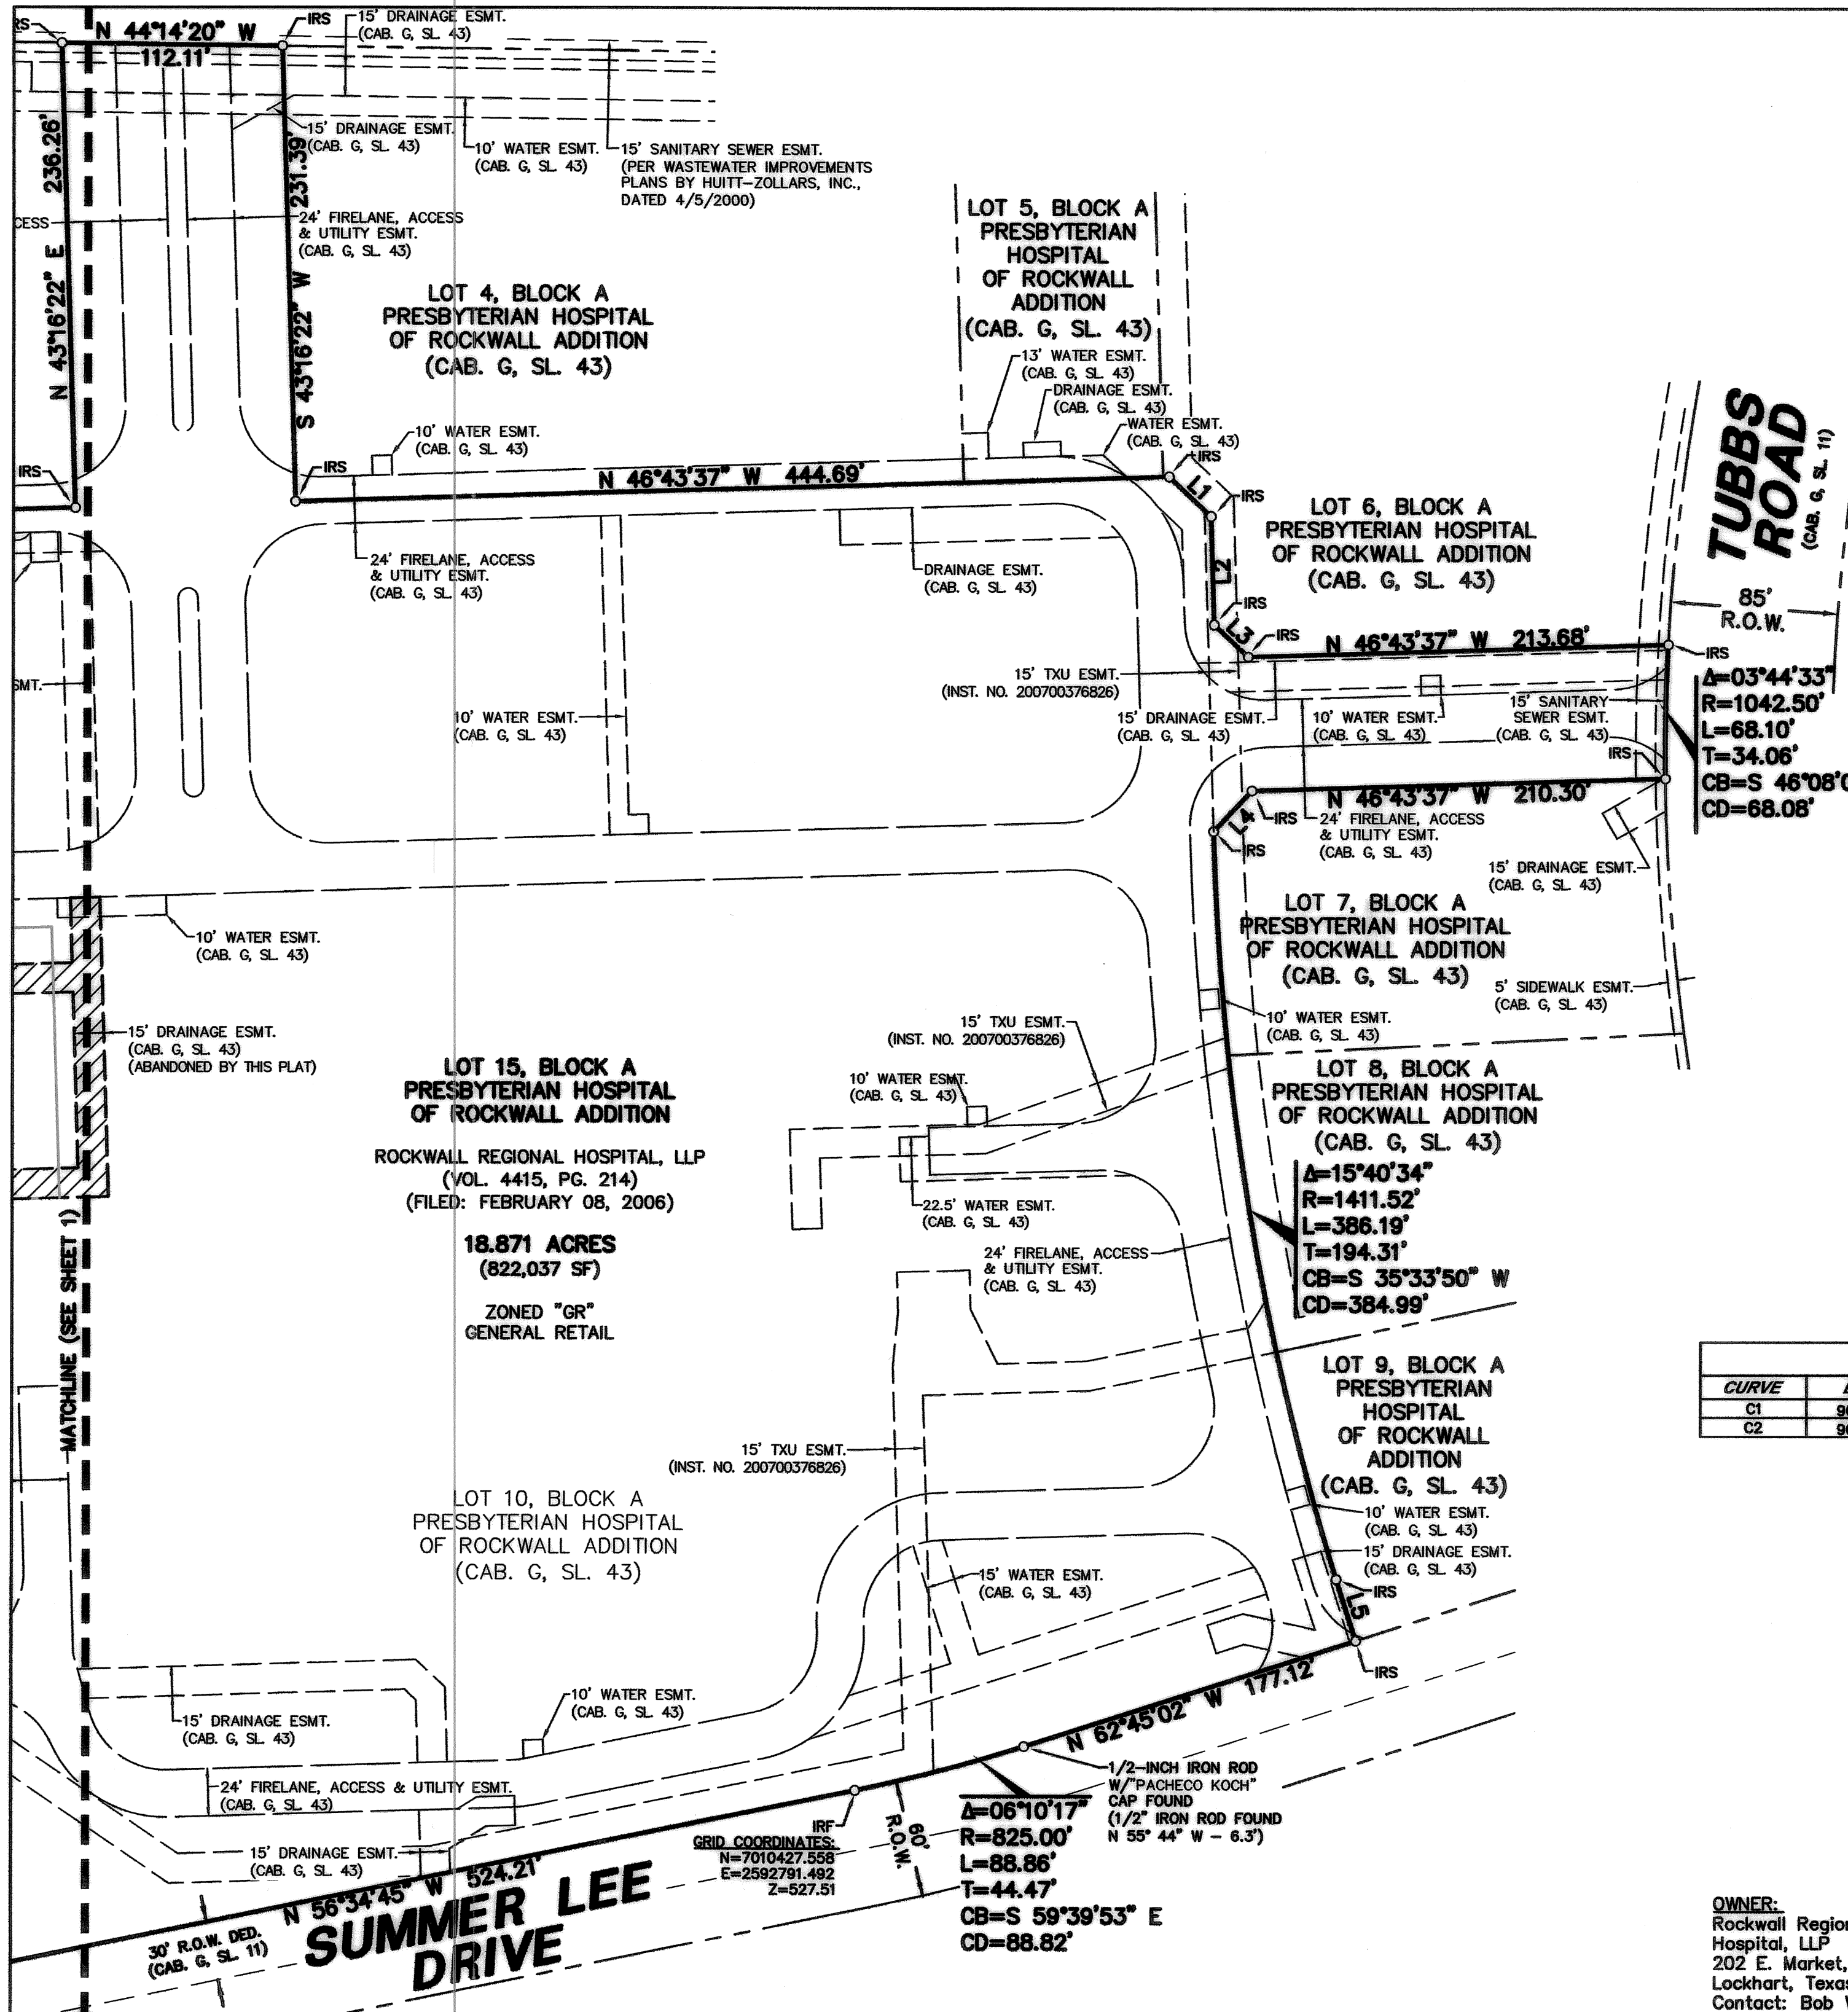 N 44°14'20" W
112.11'
IRS
15' DRAINAGE ESMT.
(CAB. G, SL. 43)
236.26'
N 43°16'22" E
231.39'
S 43°16'22" W
15' DRAINAGE ESMT.
(CAB. G, SL. 43)
10' WATER ESMT.
(CAB. G, SL. 43)
15' SANITARY SEWER ESMT.
(PER WASTEWATER IMPROVEMENTS
PLANS BY HUITT-ZOLLARS, INC.,
DATED 4/5/2000)
24' FIRELANE, ACCESS
& UTILITY ESMT.
(CAB. G, SL. 43)
LOT 4, BLOCK A
PRESBYTERIAN HOSPITAL
OF ROCKWALL ADDITION
(CAB. G, SL. 43)
LOT 5, BLOCK A
PRESBYTERIAN
HOSPITAL
OF ROCKWALL
ADDITION
(CAB. G, SL. 43)
13' WATER ESMT.
(CAB. G, SL. 43)
DRAINAGE ESMT.
(CAB. G, SL. 43)
WATER ESMT.
(CAB. G, SL. 43)
IRS
10' WATER ESMT.
(CAB. G, SL. 43)
IRS
IRS
N 46°43'37" W 444.69'
L1
IRS
L2
IRS
L3
IRS
LOT 6, BLOCK A
PRESBYTERIAN HOSPITAL
OF ROCKWALL ADDITION
(CAB. G, SL. 43)
TUBBS
ROAD
(CAB. G, SL. 11)
85'
R.O.W.
24' FIRELANE, ACCESS
& UTILITY ESMT.
(CAB. G, SL. 43)
DRAINAGE ESMT.
(CAB. G, SL. 43)
N 46°43'37" W 213.68'
IRS
Δ=03°44'33"
R=1042.50'
L=68.10'
T=34.06'
CB=S 46°08'0
CD=68.08'
15' TXU ESMT.
(INST. NO. 200700376826)
10' WATER ESMT.
(CAB. G, SL. 43)
15' DRAINAGE ESMT.
(CAB. G, SL. 43)
10' WATER ESMT.
(CAB. G, SL. 43)
15' SANITARY
SEWER ESMT.
(CAB. G, SL. 43)
IRS
N 46°43'37" W 210.30'
L4
IRS
IRS
24' FIRELANE, ACCESS
& UTILITY ESMT.
(CAB. G, SL. 43)
15' DRAINAGE ESMT.
(CAB. G, SL. 43)
LOT 7, BLOCK A
PRESBYTERIAN HOSPITAL
OF ROCKWALL ADDITION
(CAB. G, SL. 43)
5' SIDEWALK ESMT.
(CAB. G, SL. 43)
10' WATER ESMT.
(CAB. G, SL. 43)
10' WATER ESMT.
(CAB. G, SL. 43)
15' DRAINAGE ESMT.
(CAB. G, SL. 43)
(ABANDONED BY THIS PLAT)
15' TXU ESMT.
(INST. NO. 200700376826)
LOT 15, BLOCK A
PRESBYTERIAN HOSPITAL
OF ROCKWALL ADDITION
ROCKWALL REGIONAL HOSPITAL, LLP
(VOL. 4415, PG. 214)
(FILED: FEBRUARY 08, 2006)
18.871 ACRES
(822,037 SF)
ZONED "GR"
GENERAL RETAIL
10' WATER ESMT.
(CAB. G, SL. 43)
22.5' WATER ESMT.
(CAB. G, SL. 43)
24' FIRELANE, ACCESS
& UTILITY ESMT.
(CAB. G, SL. 43)
LOT 8, BLOCK A
PRESBYTERIAN HOSPITAL
OF ROCKWALL ADDITION
(CAB. G, SL. 43)
Δ=15°40'34"
R=1411.52'
L=386.19'
T=194.31'
CB=S 35°33'50" W
CD=384.99'
MATCHLINE (SEE SHEET 1)
LOT 9, BLOCK A
PRESBYTERIAN
HOSPITAL
OF ROCKWALL
ADDITION
(CAB. G, SL. 43)
CURVE
C1
C2
15' TXU ESMT.
(INST. NO. 200700376826)
LOT 10, BLOCK A
PRESBYTERIAN HOSPITAL
OF ROCKWALL ADDITION
(CAB. G, SL. 43)
10' WATER ESMT.
(CAB. G, SL. 43)
15' DRAINAGE ESMT.
(CAB. G, SL. 43)
15' WATER ESMT.
(CAB. G, SL. 43)
IRS
L5
IRS
15' DRAINAGE ESMT.
(CAB. G, SL. 43)
10' WATER ESMT.
(CAB. G, SL. 43)
N 62°45'02" W 177.12'
24' FIRELANE, ACCESS & UTILITY ESMT.
(CAB. G, SL. 43)
1/2-INCH IRON ROD
W/"PACHECO KOCH"
CAP FOUND
(1/2" IRON ROD FOUND
N 55° 44" W - 6.3')
15' DRAINAGE ESMT.
(CAB. G, SL. 43)
IRF
GRID COORDINATES:
N=7010427.558
E=2592791.492
Z=527.51
60'
R.O.W.
Δ=06°10'17"
R=825.00'
L=88.86'
T=44.47'
CB=S 59°39'53" E
CD=88.82'
N 56°34'45" W 524.21'
SUMMER LEE
DRIVE
30' R.O.W. DED.
(CAB. G, SL. 11)
OWNER:
Rockwall Region
Hospital, LLP
202 E. Market,
Lockhart, Texas
Contact: Bob